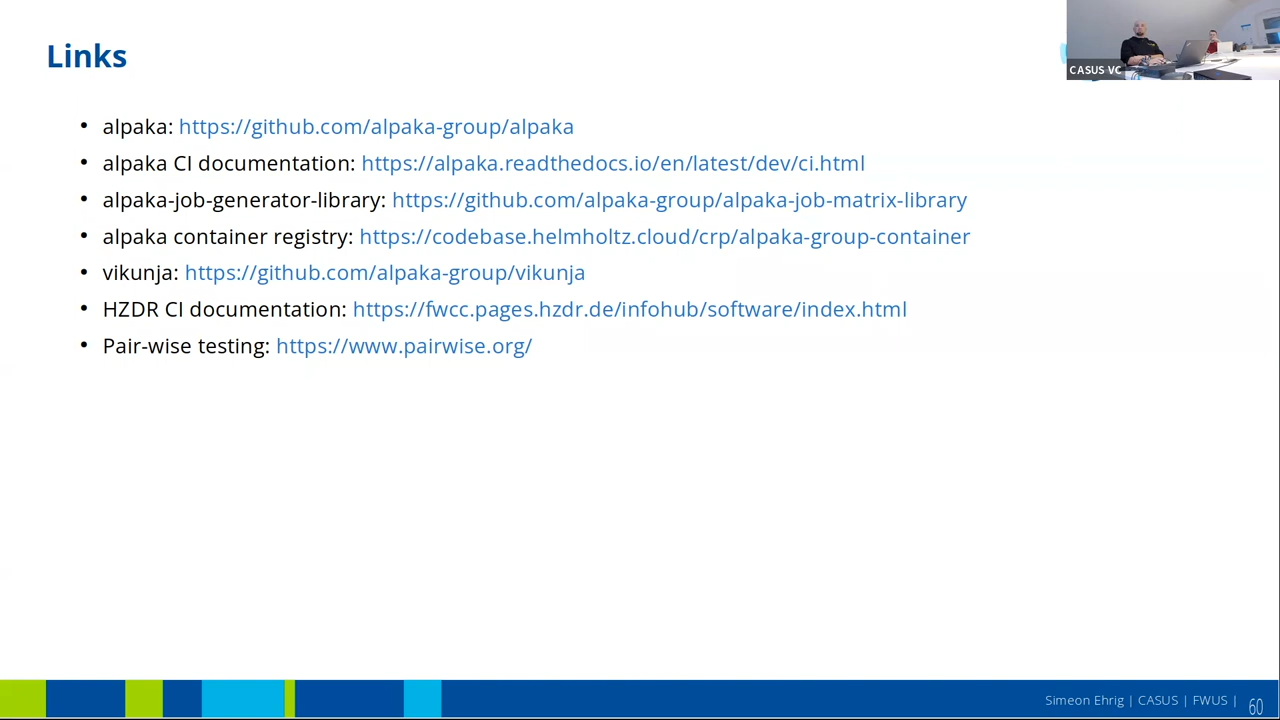 Links
CASUS VC
• alpaka: https://github.com/alpaka-group/alpaka
• alpaka CI documentation: https://alpaka.readthedocs.io/en/latest/dev/ci.html
• alpaka-job-generator-library: https://github.com/alpaka-group/alpaka-job-matrix-library
• alpaka container registry: https://codebase.helmholtz.cloud/crp/alpaka-group-container
• vikunja: https://github.com/alpaka-group/vikunja
• HZDR CI documentation: https://fwcc.pages.hzdr.de/infohub/software/index.html
• Pair-wise testing: https://www.pairwise.org/
Simeon Ehrig | CASUS | FWUS | 60